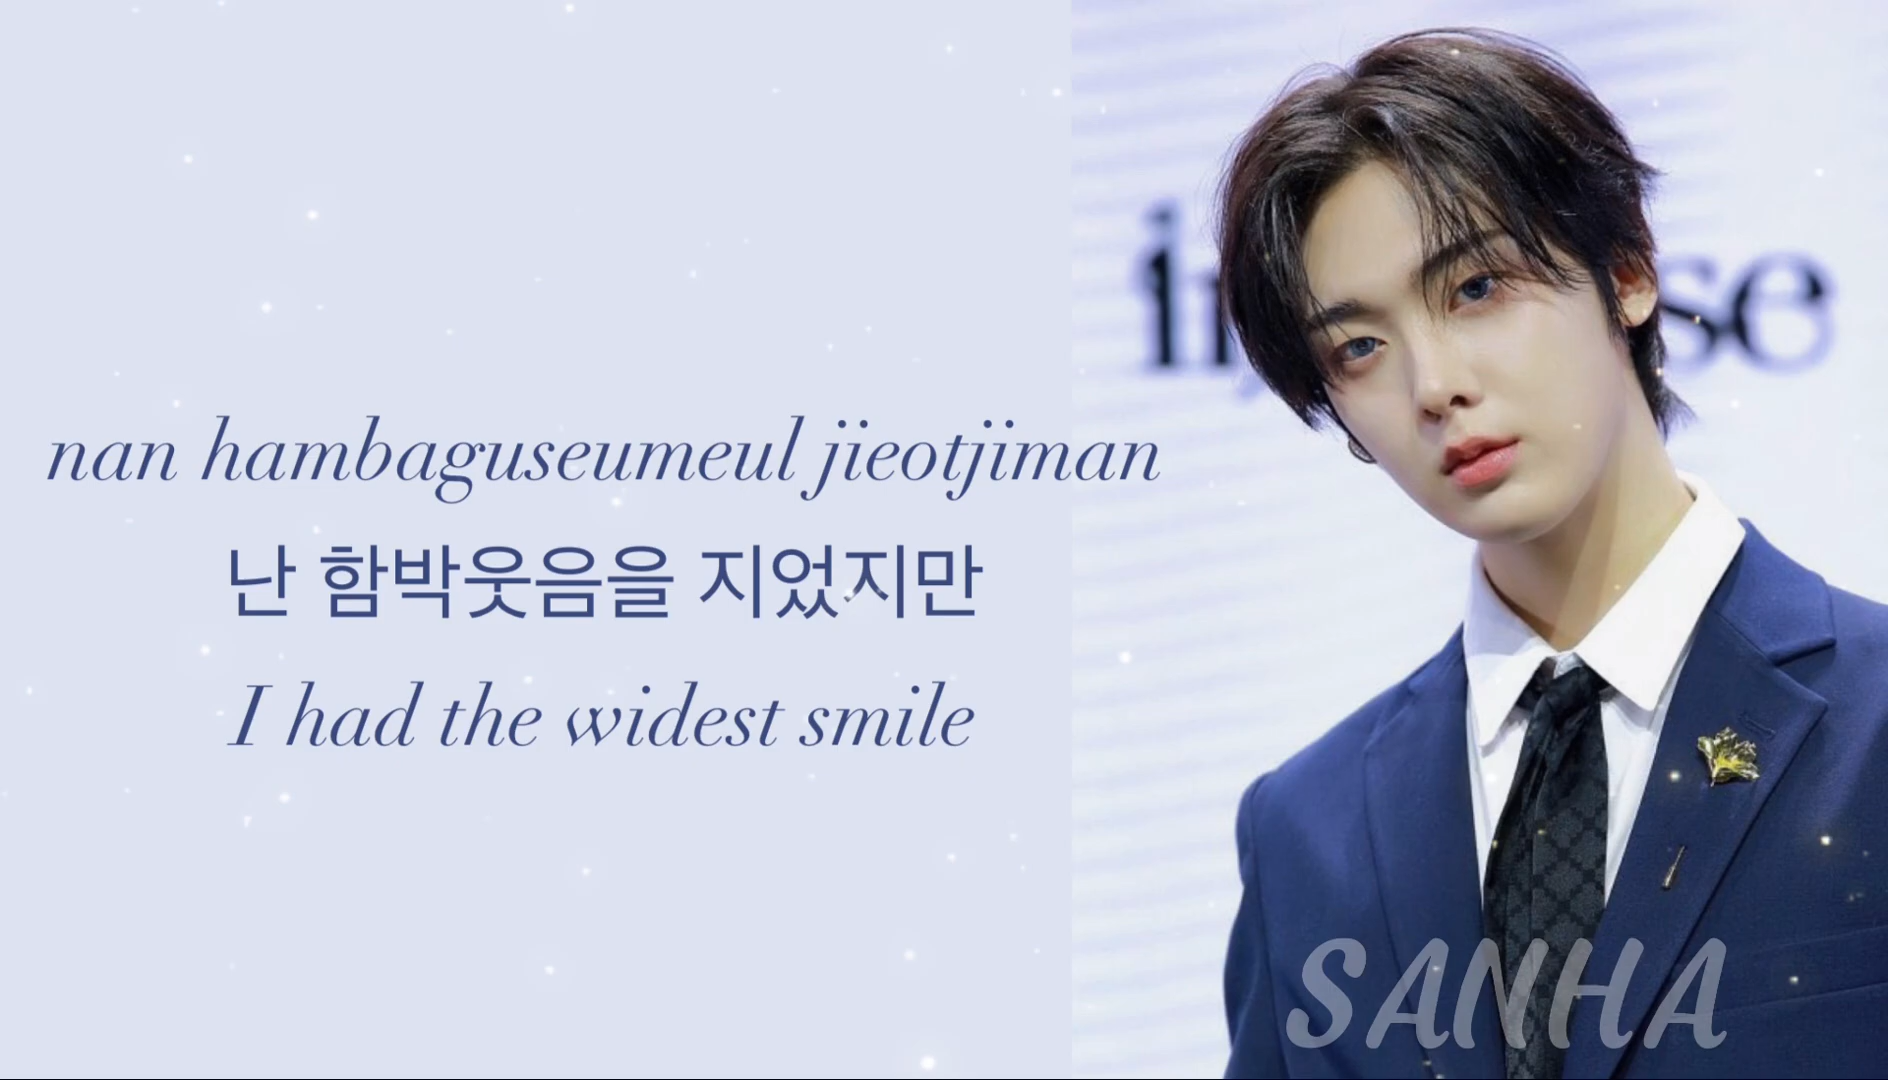 nan hambaguseumeul jieotjiman
난 함박웃음을 지었지만
I had the widest smile
SANHA